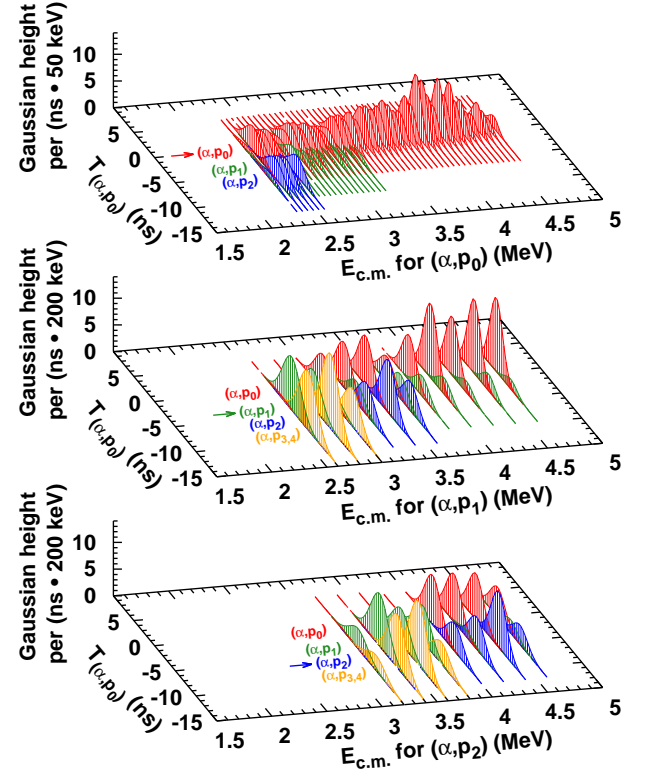 Gaussian height
per (ns • 50 keV)
10
5
0
5
0
-5
-10
-15
T(α,p0) (ns)
(α,p0)
(α,p1)
(α,p2)
1.5 2 2.5 3 3.5 4 4.5 5
Ec.m. for (α,p0) (MeV)
Gaussian height
per (ns • 200 keV)
10
5
0
5
0
-5
-10
-15
T(α,p0) (ns)
(α,p0)
(α,p1)
(α,p2)
(α,p3,4)
1.5 2 2.5 3 3.5 4 4.5 5
Ec.m. for (α,p1) (MeV)
Gaussian height
per (ns • 200 keV)
10
5
0
5
0
-5
-10
-15
T(α,p0) (ns)
(α,p0)
(α,p1)
(α,p2)
(α,p3,4)
1.5 2 2.5 3 3.5 4 4.5 5
Ec.m. for (α,p2) (MeV)